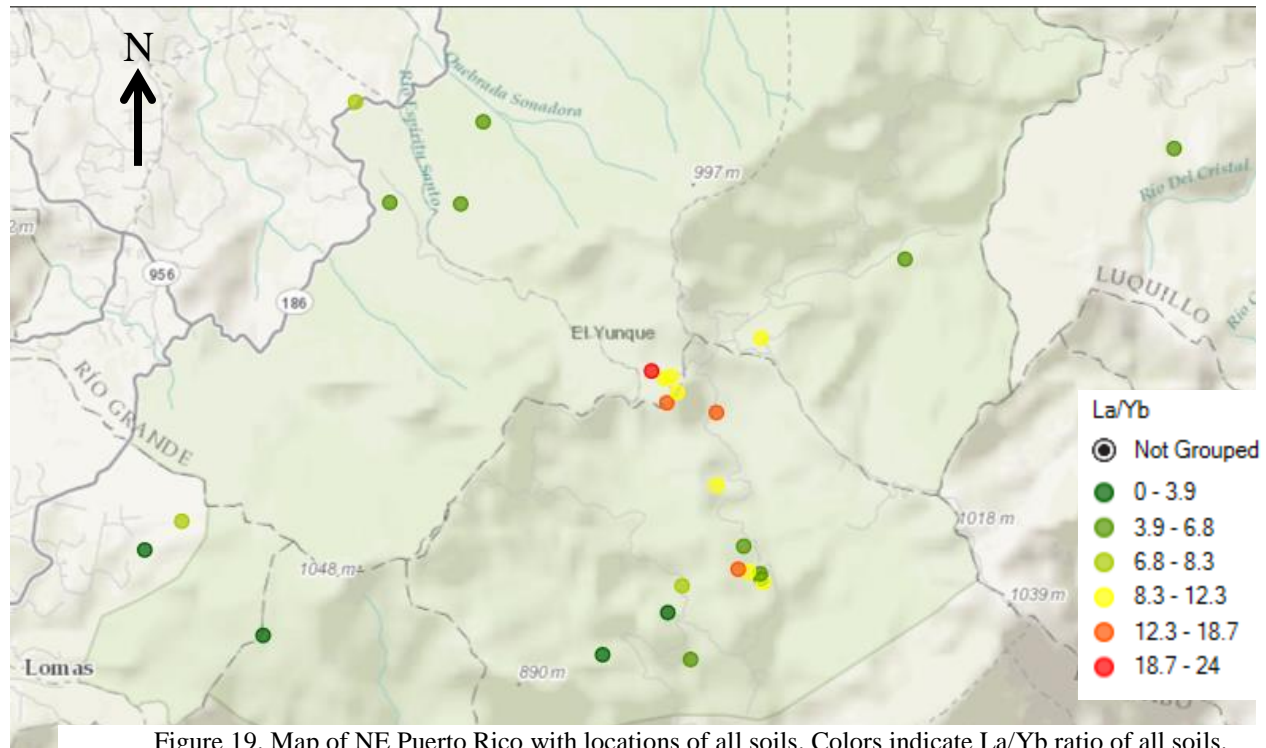 N
Quebrada Sonadora
Río Espíritu Santo
997 m
Río Del Cristal
2 m
956
186
LUQUILLO
El Yunque
RÍO GRANDE
La/Yb
Not Grouped
0 - 3.9
3.9 - 6.8
6.8 - 8.3
8.3 - 12.3
12.3 - 18.7
18.7 - 24
1018 m
1048 m
1039 m
890 m
Lomas
Figure 19. Map of NE Puerto Rico with locations of all soils. Colors indicate La/Yb ratio of all soils.